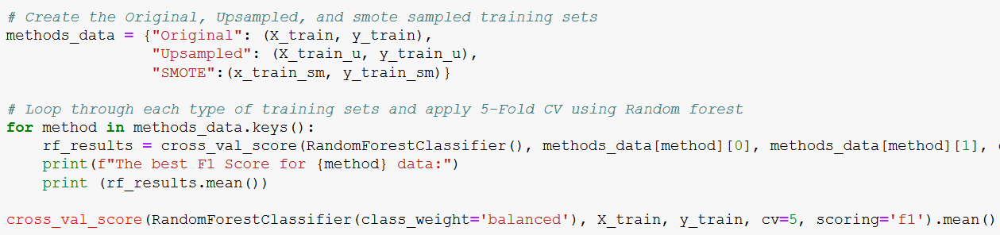 # Create the Original, Upsampled, and smote sampled training sets
methods_data = {"Original": (X_train, y_train),
                "Upsampled": (X_train_u, y_train_u),
                "SMOTE":(x_train_sm, y_train_sm)}

# Loop through each type of training sets and apply 5-Fold CV using Random forest
for method in methods_data.keys():
    rf_results = cross_val_score(RandomForestClassifier(), methods_data[method][0], methods_data[method][1],
    print(f"The best F1 Score for {method} data:")
    print (rf_results.mean())

cross_val_score(RandomForestClassifier(class_weight='balanced'), X_train, y_train, cv=5, scoring='f1').mean()